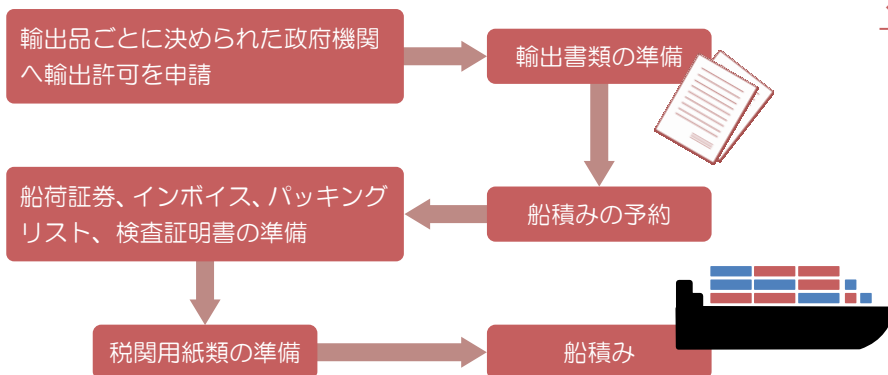 輸出品ごとに決められた政府機関
へ輸出許可を申請
輸出書類の準備
船積みの予約
船荷証券、インボイス、パッキング
リスト、検査証明書の準備
税関用紙類の準備
船積み